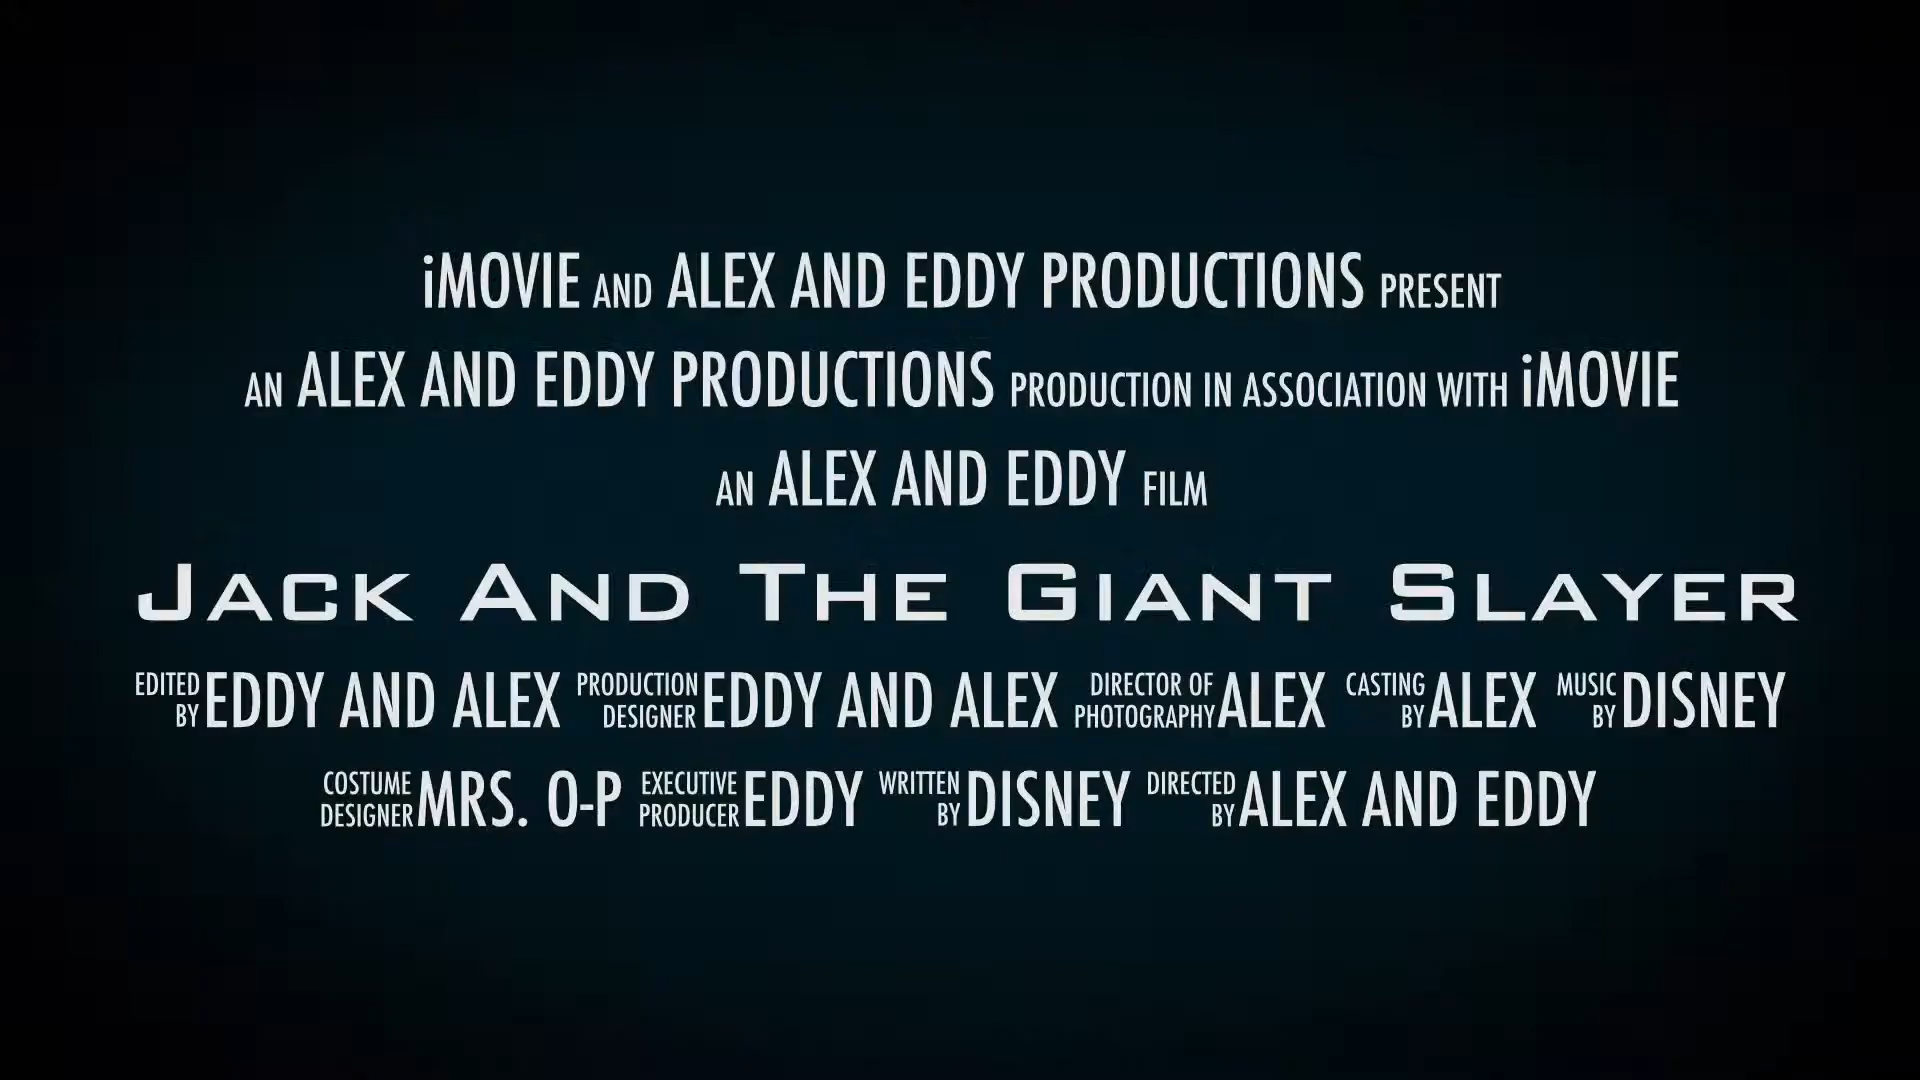 iMOVIE AND ALEX AND EDDY PRODUCTIONS PRESENT
AN ALEX AND EDDY PRODUCTIONS PRODUCTION IN ASSOCIATION WITH iMOVIE
AN ALEX AND EDDY FILM
JACK AND THE GIANT SLAYER
EDITED BY EDDY AND ALEX PRODUCTION DESIGNER EDDY AND ALEX DIRECTOR OF PHOTOGRAPHY ALEX CASTING BY ALEX MUSIC BY DISNEY
COSTUME DESIGNER MRS. O-P EXECUTIVE PRODUCER EDDY WRITTEN BY DISNEY DIRECTED BY ALEX AND EDDY